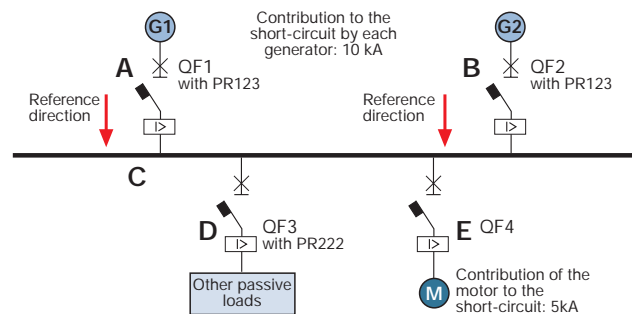 G1
Contribution to the
short-circuit by each
generator: 10 kA
G2
A
QF1
with PR123
B
QF2
with PR123
Reference
direction
Reference
direction
I>
I>
C
D
QF3
with PR222
E
QF4
I>
I>
Other passive
loads
M
Contribution of the
motor to the
short-circuit: 5kA